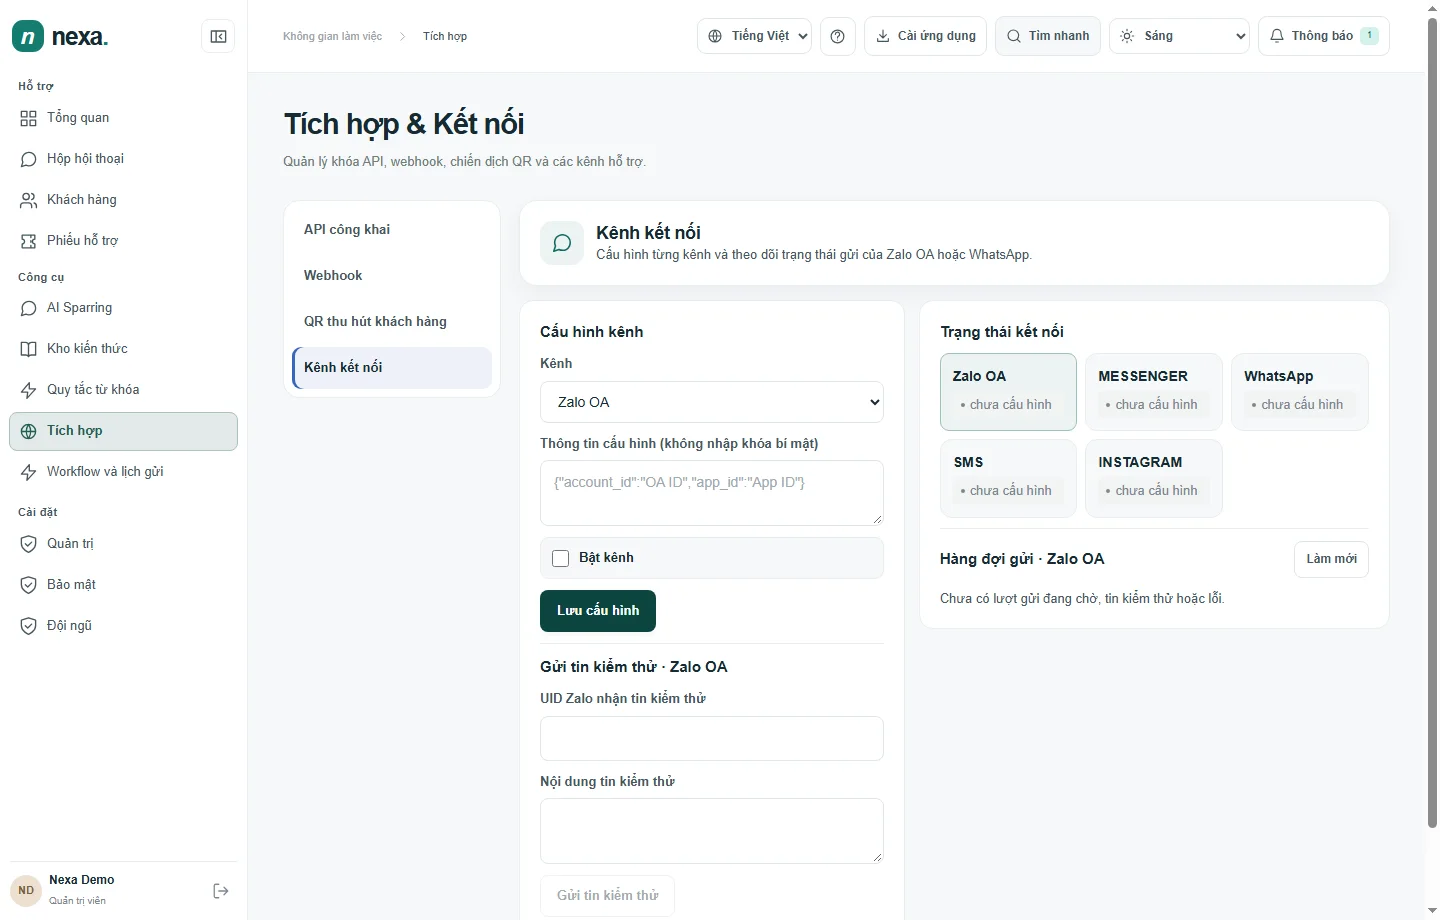 n nexa.
Hỗ trợ
Tổng quan
Hộp hội thoại
Khách hàng
Phiếu hỗ trợ
Công cụ
AI Sparring
Kho kiến thức
Quy tắc từ khóa
Tích hợp
Workflow và lịch gửi
Cài đặt
Quản trị
Bảo mật
Đội ngũ
ND
Nexa Demo
Quản trị viên
Không gian làm việc
Tích hợp
Tiếng Việt
Cài ứng dụng
Tìm nhanh
Sáng
Thông báo 1
Tích hợp & Kết nối
Quản lý khóa API, webhook, chiến dịch QR và các kênh hỗ trợ.
API công khai
Webhook
QR thu hút khách hàng
Kênh kết nối
Kênh kết nối
Cấu hình từng kênh và theo dõi trạng thái gửi của Zalo OA hoặc WhatsApp.
Cấu hình kênh
Kênh
Zalo OA
Thông tin cấu hình (không nhập khóa bí mật)
{"account_id":"OA ID","app_id":"App ID"}
Bật kênh
Lưu cấu hình
Gửi tin kiểm thử · Zalo OA
UID Zalo nhận tin kiểm thử
Nội dung tin kiểm thử
Gửi tin kiểm thử
Trạng thái kết nối
Zalo OA
• chưa cấu hình
MESSENGER
• chưa cấu hình
WhatsApp
• chưa cấu hình
SMS
• chưa cấu hình
INSTAGRAM
• chưa cấu hình
Hàng đợi gửi · Zalo OA
Làm mới
Chưa có lượt gửi đang chờ, tin kiểm thử hoặc lỗi.